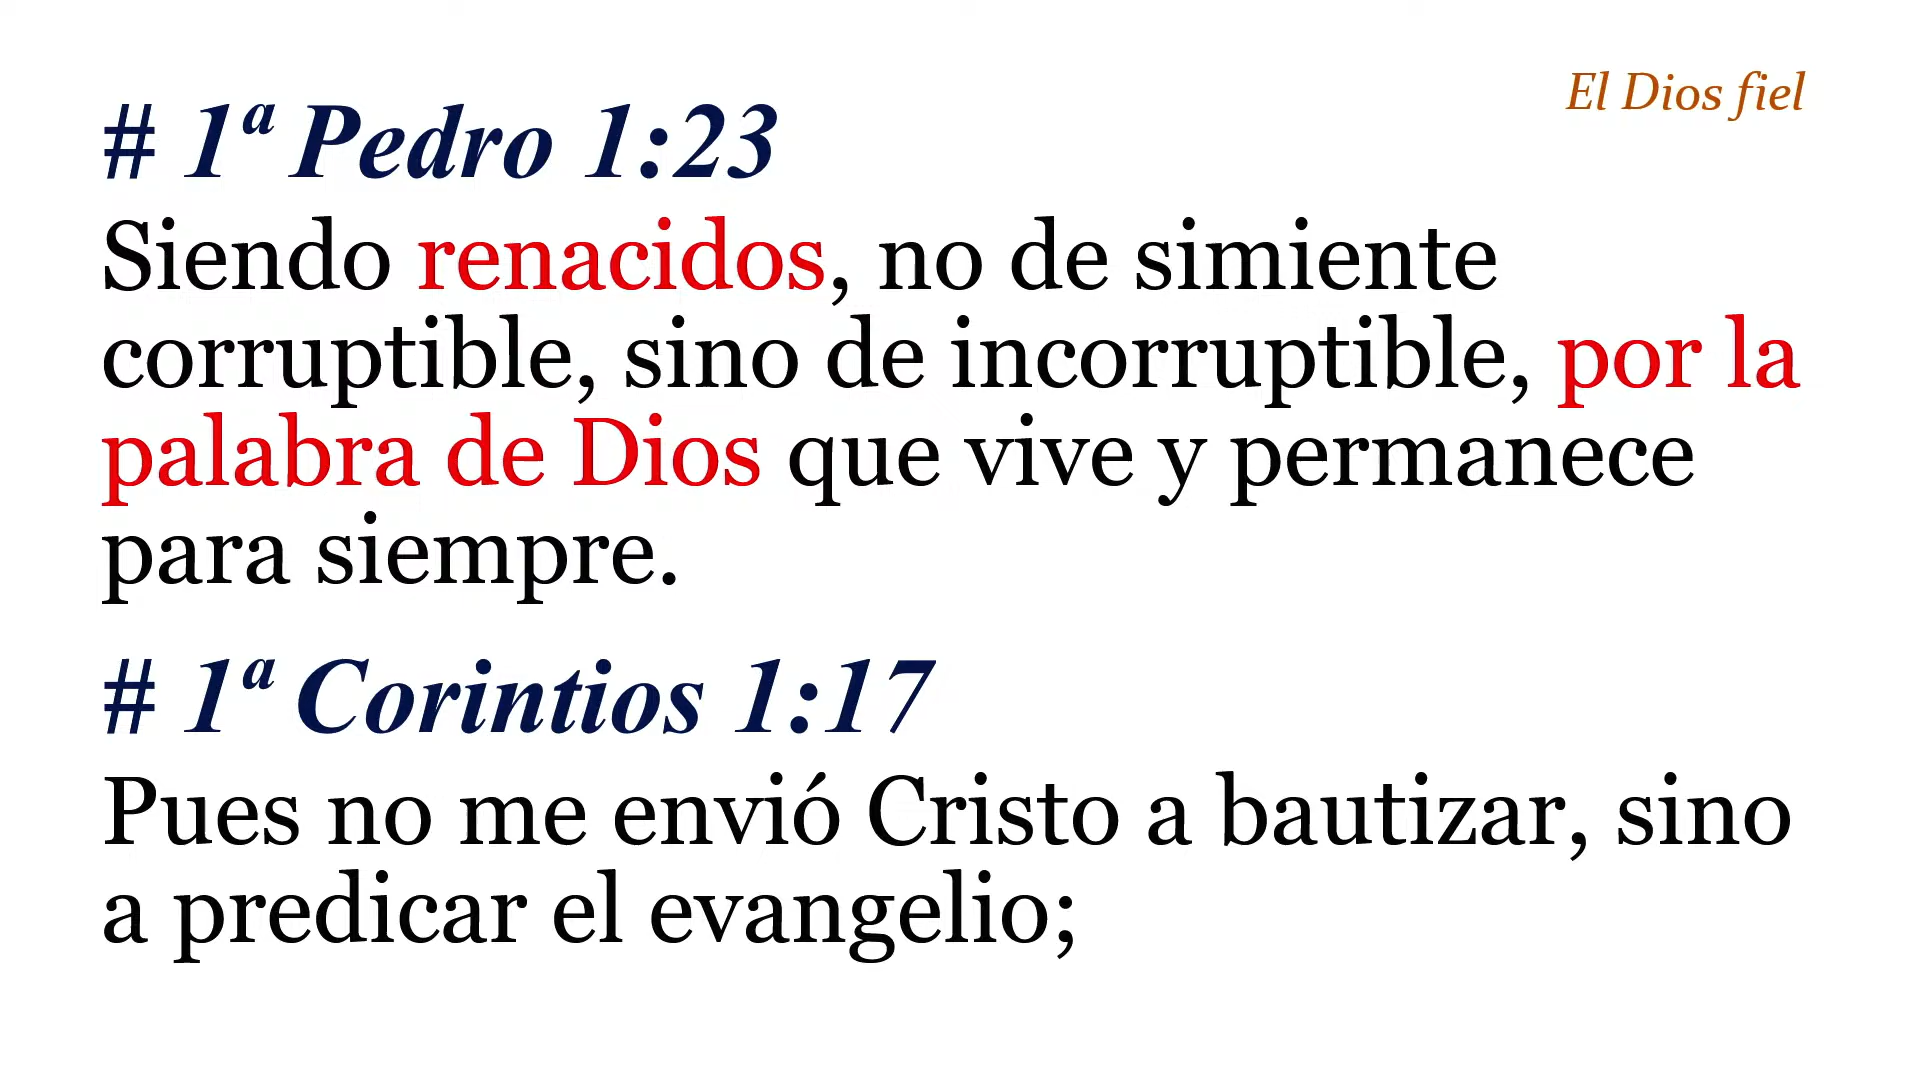 El Dios fiel
# 1ª Pedro 1:23
Siendo renacidos, no de simiente
corruptible, sino de incorruptible, por la
palabra de Dios que vive y permanece
para siempre.
# 1ª Corintios 1:17
Pues no me envió Cristo a bautizar, sino
a predicar el evangelio;